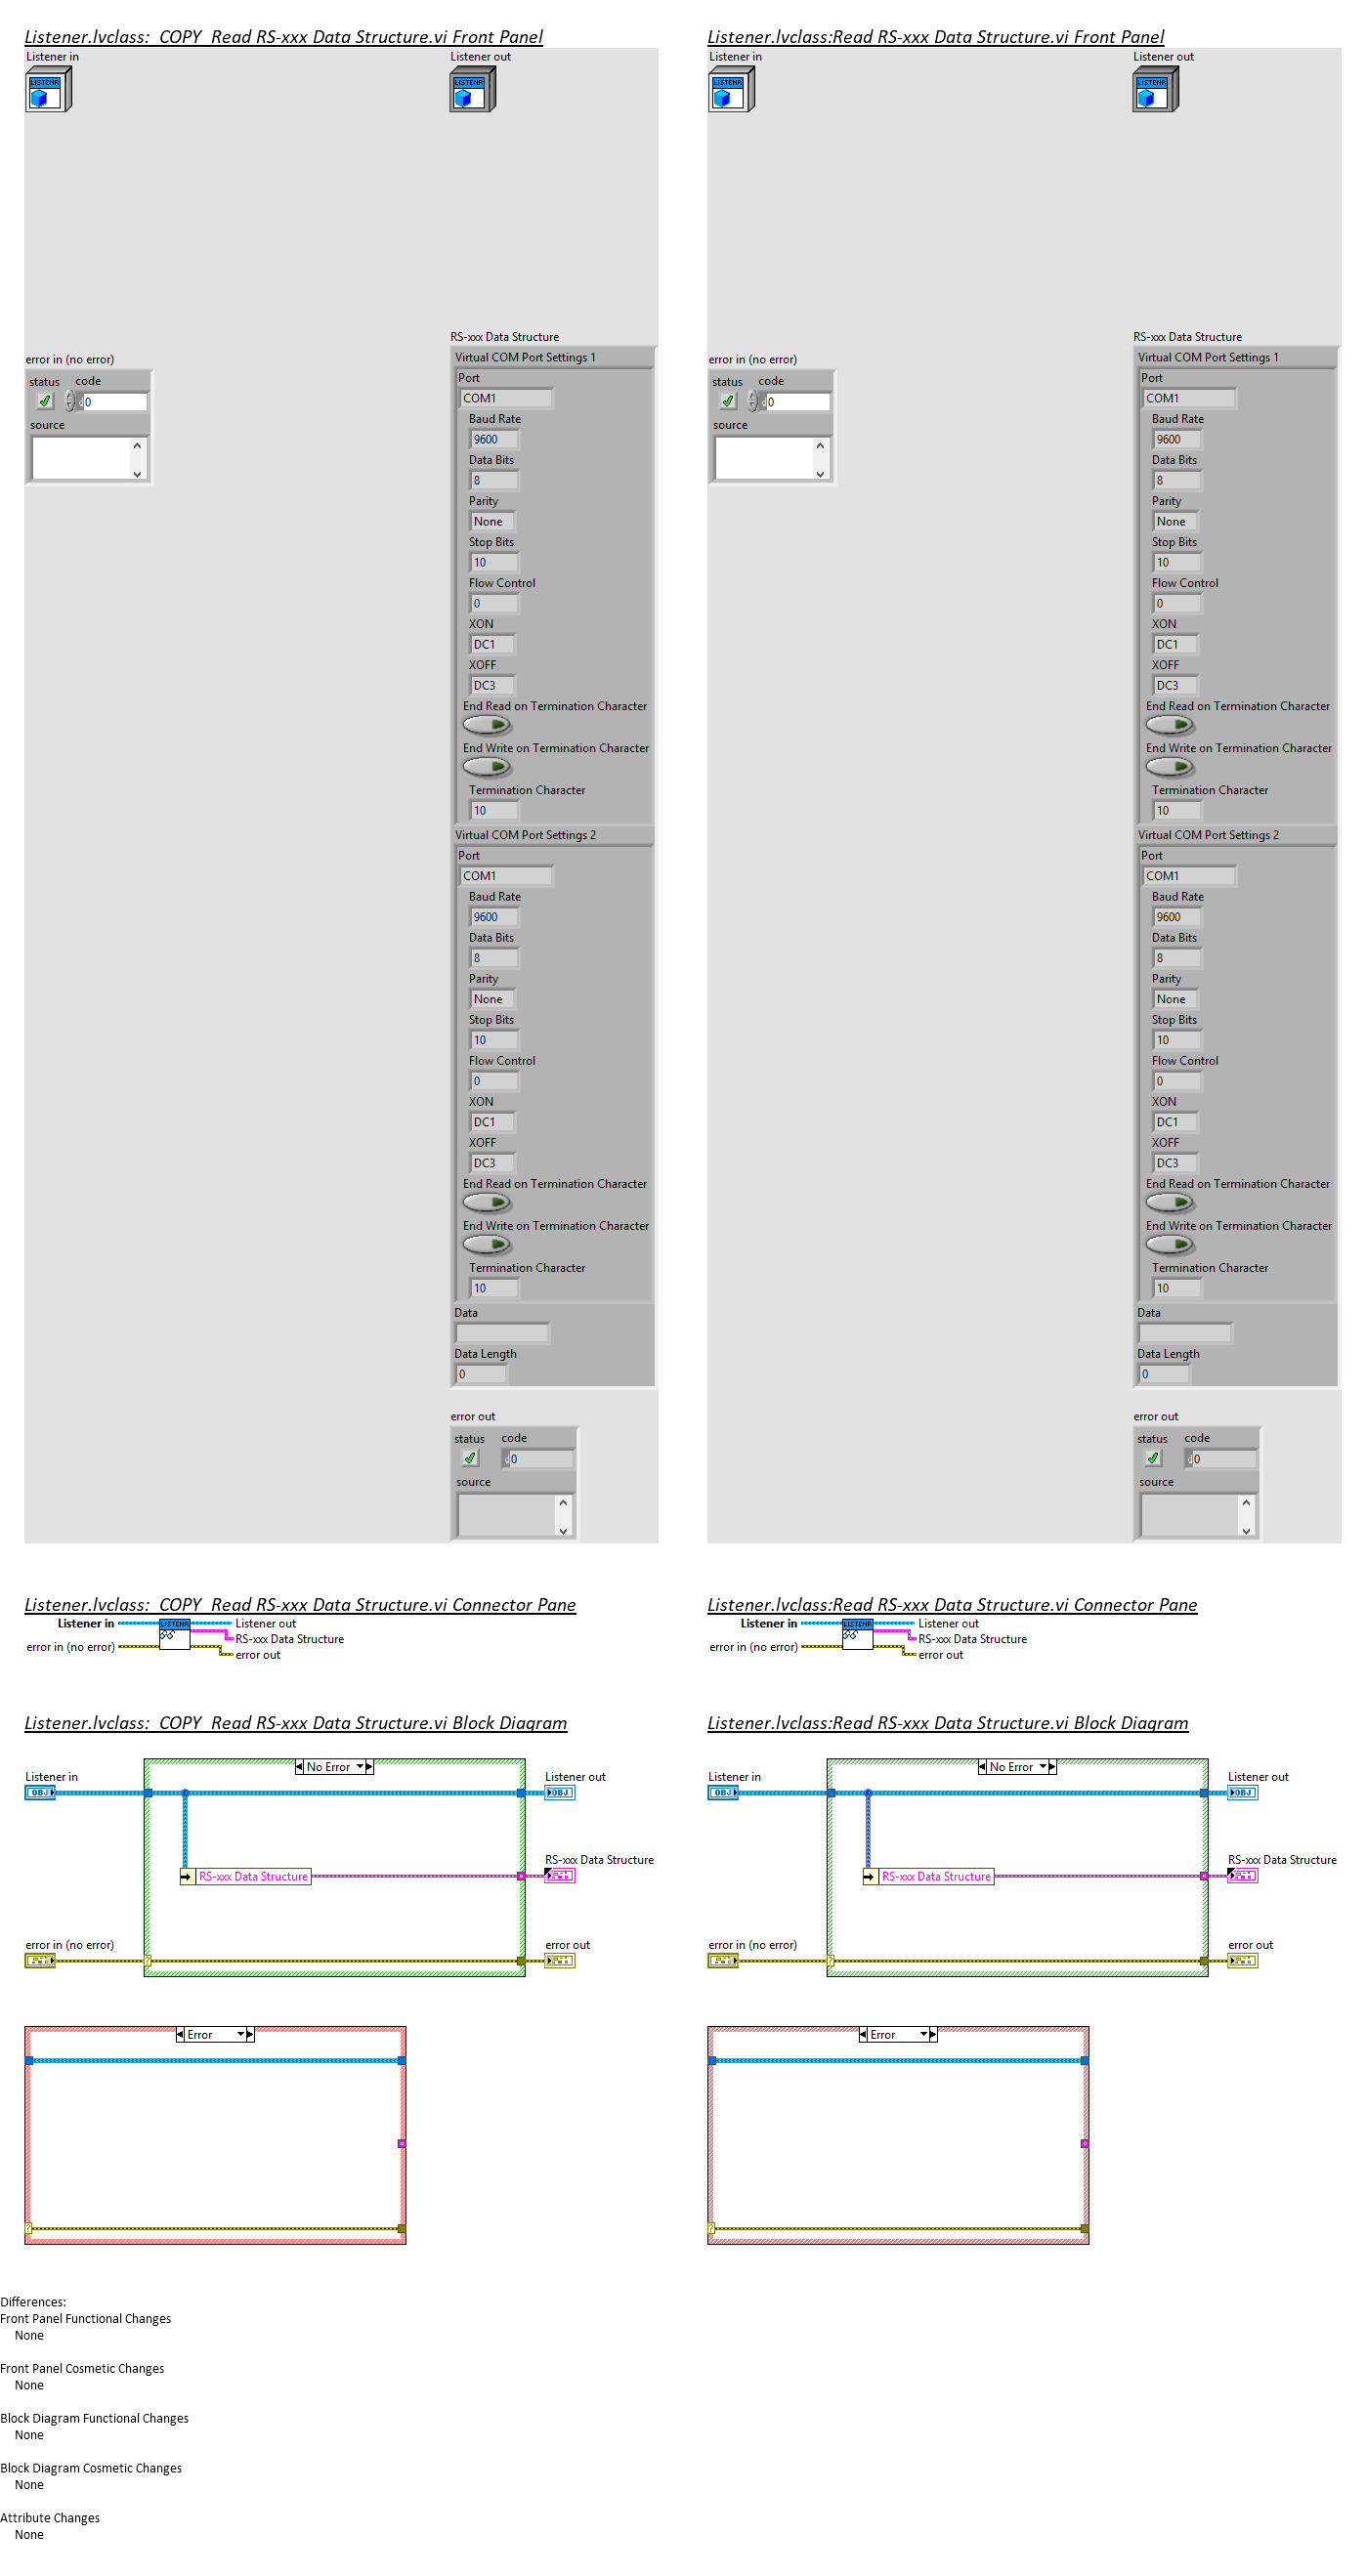 Listener.lvclass:_COPY_Read RS-xxx Data Structure.vi Front Panel
Listener in
LISTENR
Listener out
LISTENR
RS-xxx Data Structure
Virtual COM Port Settings 1
Port
COM1
Baud Rate
9600
Data Bits
8
Parity
None
Stop Bits
10
Flow Control
0
XON
DC1
XOFF
DC3
End Read on Termination Character
End Write on Termination Character
Termination Character
10
Virtual COM Port Settings 2
Port
COM1
Baud Rate
9600
Data Bits
8
Parity
None
Stop Bits
10
Flow Control
0
XON
DC1
XOFF
DC3
End Read on Termination Character
End Write on Termination Character
Termination Character
10
Data
Data Length
0
error in (no error)
status code
d 0
source
error out
status code
d 0
source
Listener.lvclass:Read RS-xxx Data Structure.vi Front Panel
Listener in
LISTENR
Listener out
LISTENR
RS-xxx Data Structure
Virtual COM Port Settings 1
Port
COM1
Baud Rate
9600
Data Bits
8
Parity
None
Stop Bits
10
Flow Control
0
XON
DC1
XOFF
DC3
End Read on Termination Character
End Write on Termination Character
Termination Character
10
Virtual COM Port Settings 2
Port
COM1
Baud Rate
9600
Data Bits
8
Parity
None
Stop Bits
10
Flow Control
0
XON
DC1
XOFF
DC3
End Read on Termination Character
End Write on Termination Character
Termination Character
10
Data
Data Length
0
error in (no error)
status code
d 0
source
error out
status code
d 0
source
Listener.lvclass:_COPY_Read RS-xxx Data Structure.vi Connector Pane
Listener in
LISTENR
Listener out
RS-xxx Data Structure
error in (no error)
error out
Listener.lvclass:Read RS-xxx Data Structure.vi Connector Pane
Listener in
LISTENR
Listener out
RS-xxx Data Structure
error in (no error)
error out
Listener.lvclass:_COPY_Read RS-xxx Data Structure.vi Block Diagram
No Error
Listener in
OBJ
Listener out
OBJ
RS-xxx Data Structure
RS-xxx Data Structure
error in (no error)
?
error out
Error
?
Listener.lvclass:Read RS-xxx Data Structure.vi Block Diagram
No Error
Listener in
OBJ
Listener out
OBJ
RS-xxx Data Structure
RS-xxx Data Structure
error in (no error)
?
error out
Error
?
Differences:
Front Panel Functional Changes
None
Front Panel Cosmetic Changes
None
Block Diagram Functional Changes
None
Block Diagram Cosmetic Changes
None
Attribute Changes
None